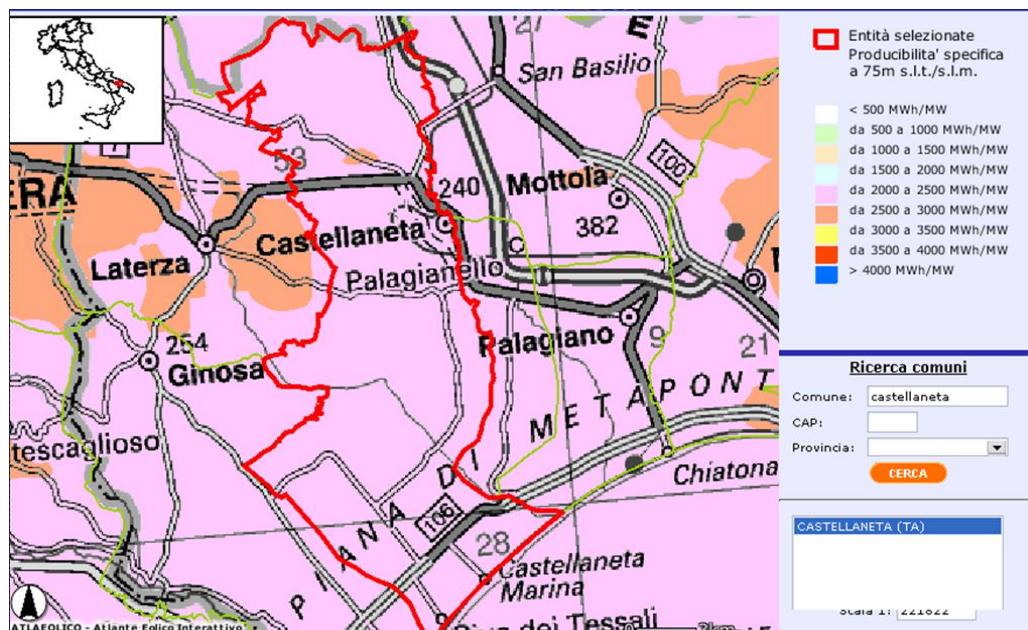 San Basilio
53
100
240
Mottola
ERA
382
Castellaneta
Laterza
Palagianello
254
Palagiano
9
21
Ginosa
METAPONT
tescaglioso
Chiatona
PIANA DI
106
28
Castellaneta
Marina
dei Tessali
ATLAEOLICO - Atlante Eolico Interattivo
Entità selezionate
Producibilita' specifica
a 75m s.l.t./s.l.m.
< 500 MWh/MW
da 500 a 1000 MWh/MW
da 1000 a 1500 MWh/MW
da 1500 a 2000 MWh/MW
da 2000 a 2500 MWh/MW
da 2500 a 3000 MWh/MW
da 3000 a 3500 MWh/MW
da 3500 a 4000 MWh/MW
> 4000 MWh/MW
Ricerca comuni
Comune: castellaneta
CAP:
Provincia:
CERCA
CASTELLANETA (TA)
Scala 1: 221822